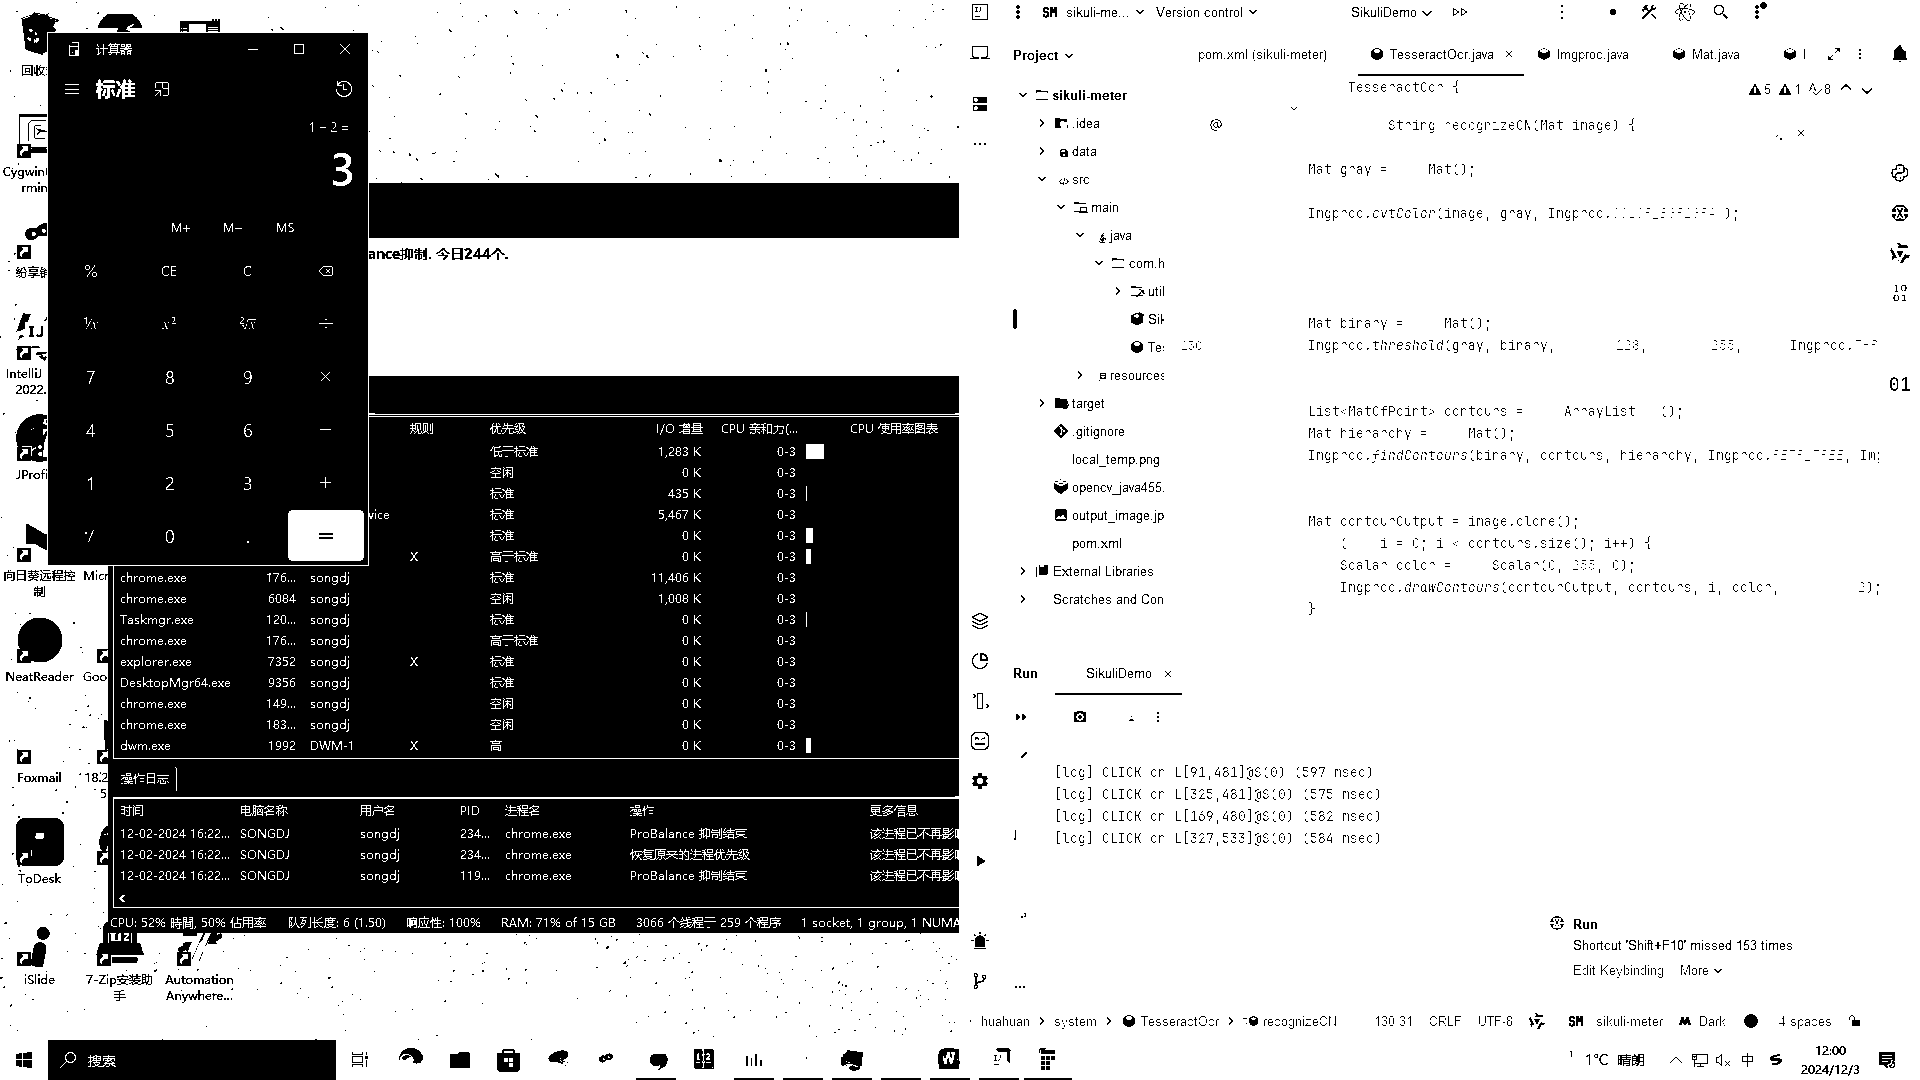 回收
Cygwin
rmin
纷享
IntelliJ
2022.
JProfi
向日葵远程控
制
Micr
NeatReader
Goo
Foxmail
118.2
5
ToDesk
iSlide
7-Zip安装助
手
Automation
Anywhere...
计算器
标准
1 + 2 =
3
M+ M− MS
% CE C
¹/x x² ²√x ÷
7 8 9 ×
4 5 6 −
1 2 3 +
+/ 0 . =
ance抑制. 今日244个.
规则 优先级 I/O 增量 CPU 亲和力(... CPU 使用率图表
低于标准 1,283 K 0-3
空闲 0 K 0-3
标准 435 K 0-3
vice 标准 5,467 K 0-3
标准 0 K 0-3
X 高于标准 0 K 0-3
chrome.exe 176... songdj 标准 11,406 K 0-3
chrome.exe 6084 songdj 空闲 1,008 K 0-3
Taskmgr.exe 120... songdj 标准 0 K 0-3
chrome.exe 176... songdj 高于标准 0 K 0-3
explorer.exe 7352 songdj X 标准 0 K 0-3
DesktopMgr64.exe 9356 songdj 标准 0 K 0-3
chrome.exe 149... songdj 空闲 0 K 0-3
chrome.exe 183... songdj 空闲 0 K 0-3
dwm.exe 1992 DWM-1 X 高 0 K 0-3
操作日志
时间 电脑名称 用户名 PID 进程名 操作 更多信息
12-02-2024 16:22... SONGDJ songdj 234... chrome.exe ProBalance 抑制结束 该进程已不再影
12-02-2024 16:22... SONGDJ songdj 234... chrome.exe 恢复原来的进程优先级 该进程已不再影
12-02-2024 16:22... SONGDJ songdj 119... chrome.exe ProBalance 抑制结束 该进程已不再影
CPU: 52% 時間, 50% 佔用率 队列长度: 6 (1.50) 响应性: 100% RAM: 71% of 15 GB 3066 个线程于 259 个程序 1 socket, 1 group, 1 NUMA
SM sikuli-me... Version control SikuliDemo
Project
pom.xml (sikuli-meter) TesseractOcr.java Imgproc.java Mat.java I
sikuli-meter
.idea
data
src
main
java
com.h
util
Sik
Tes
resources
target
.gitignore
local_temp.png
opencv_java455.
output_image.jp
pom.xml
External Libraries
Scratches and Con
TesseractOcr {
5 1 8
@ String recognizeCN(Mat image) {
Mat gray = Mat();
Imgproc.cvtColor(image, gray, Imgproc. );
Mat binary = Mat();
Imgproc.threshold(gray, binary, 128, 255, Imgproc.
List<MatOfPoint> contours = ArrayList ();
Mat hierarchy = Mat();
Imgproc.findContours(binary, contours, hierarchy, Imgproc. Im
Mat contourOutput = image.clone();
( i = 0; i < contours.size(); i++) {
Scalar color = Scalar(0, 255, 0);
Imgproc.drawContours(contourOutput, contours, i, color, 2);
}
10
01
01
Run SikuliDemo
[log] CLICK on L[91,481]@S(0) (597 msec)
[log] CLICK on L[325,481]@S(0) (575 msec)
[log] CLICK on L[169,480]@S(0) (582 msec)
[log] CLICK on L[327,533]@S(0) (584 msec)
Run
Shortcut 'Shift+F10' missed 153 times
Edit Keybinding More
huahuan system TesseractOcr recognizeCN 130:31 CRLF UTF-8 SM sikuli-meter Dark 4 spaces
搜索
1°C 晴朗 中
12:00
2024/12/3